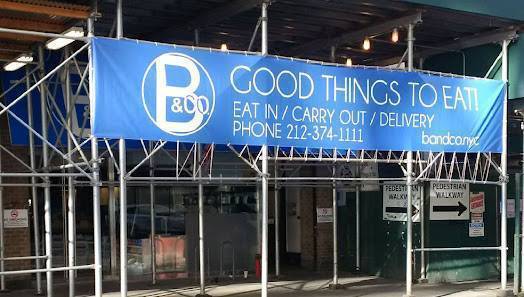 B
&CO.
GOOD THINGS TO EAT!
EAT IN / CARRY OUT / DELIVERY
PHONE 212-374-1111
bandco.nyc
PEDESTRIAN
WALKWAY
PEDESTRIAN
WALKWAY